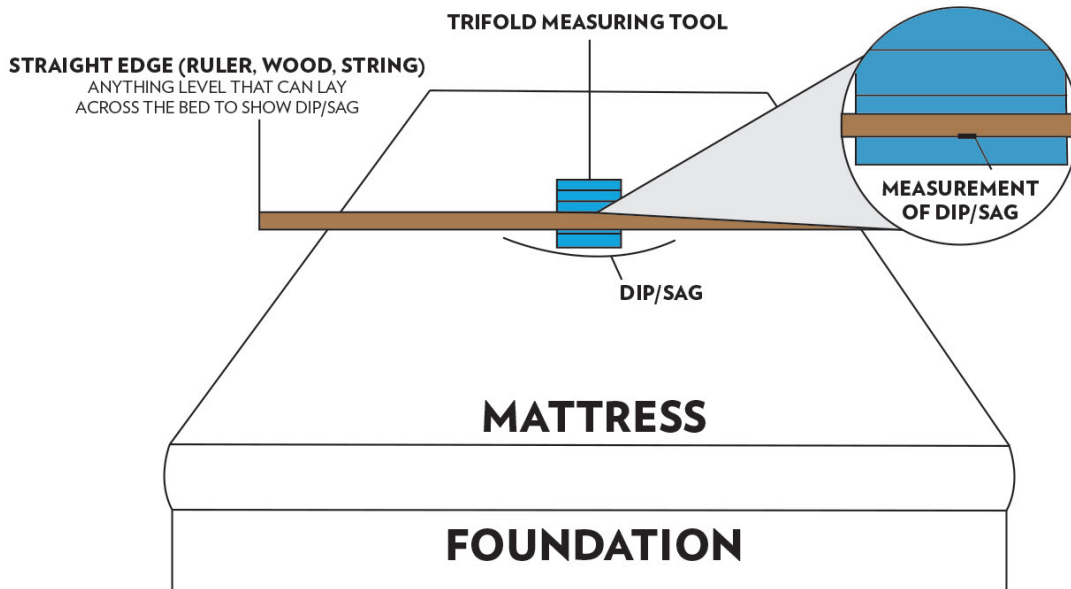 TRIFOLD MEASURING TOOL
STRAIGHT EDGE (RULER, WOOD, STRING)
ANYTHING LEVEL THAT CAN LAY
ACROSS THE BED TO SHOW DIP/SAG
MEASUREMENT
OF DIP/SAG
DIP/SAG
MATTRESS
FOUNDATION